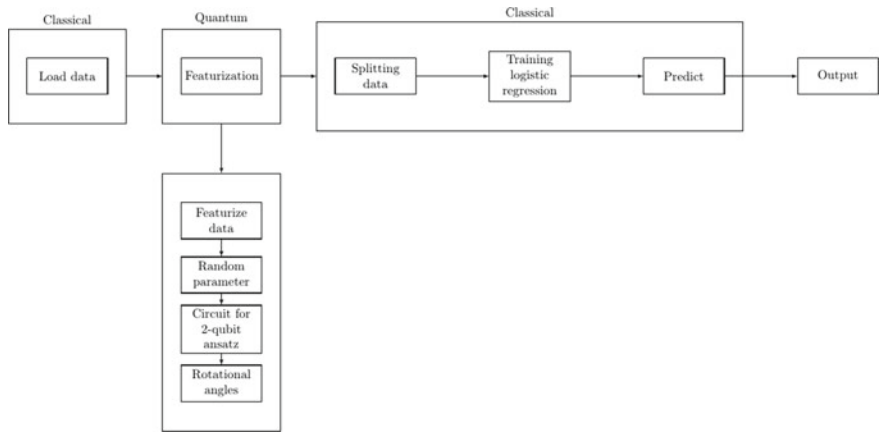 Classical
Quantum
Classical
Load data
Featurization
Splitting
data
Training
logistic
regression
Predict
Output
Featurize
data
Random
parameter
Circuit for
2-qubit
ansatz
Rotational
angles